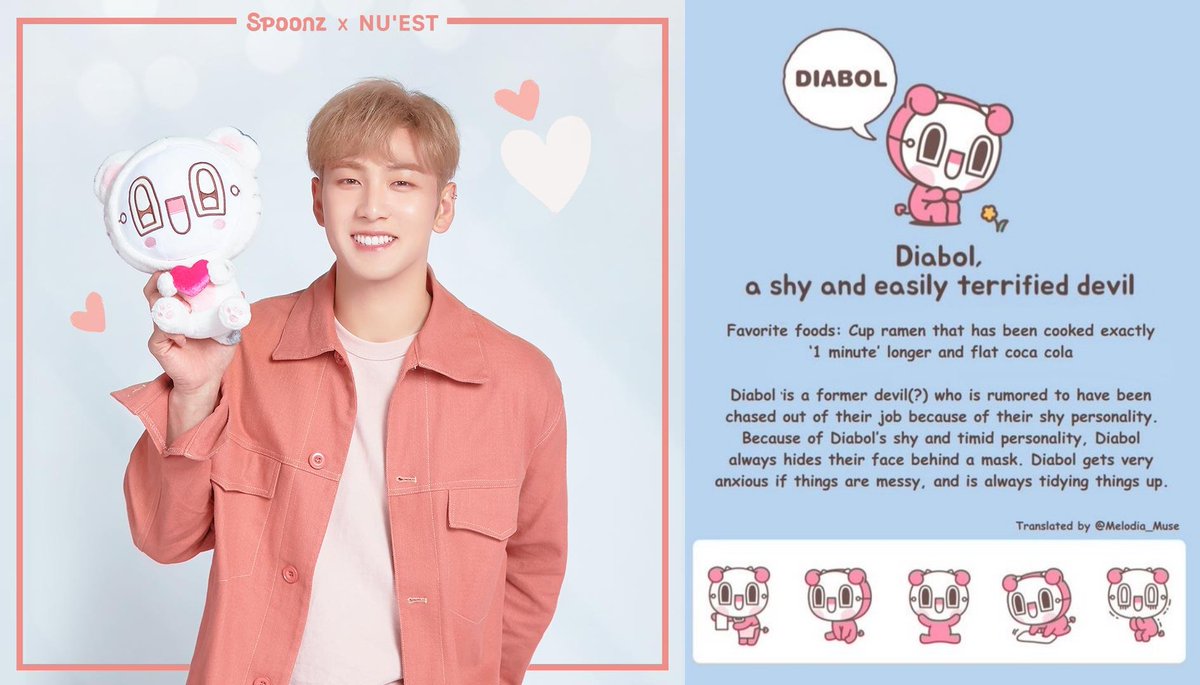 Spoonz x NU'EST
DIABOL
Diabol,
a shy and easily terrified devil
Favorite foods: Cup ramen that has been cooked exactly
'1 minute' longer and flat coca cola
Diabol is a former devil(?) who is rumored to have been
chased out of their job because of their shy personality.
Because of Diabol's shy and timid personality, Diabol
always hides their face behind a mask. Diabol gets very
anxious if things are messy, and is always tidying things up.
Translated by @Melodia_Muse